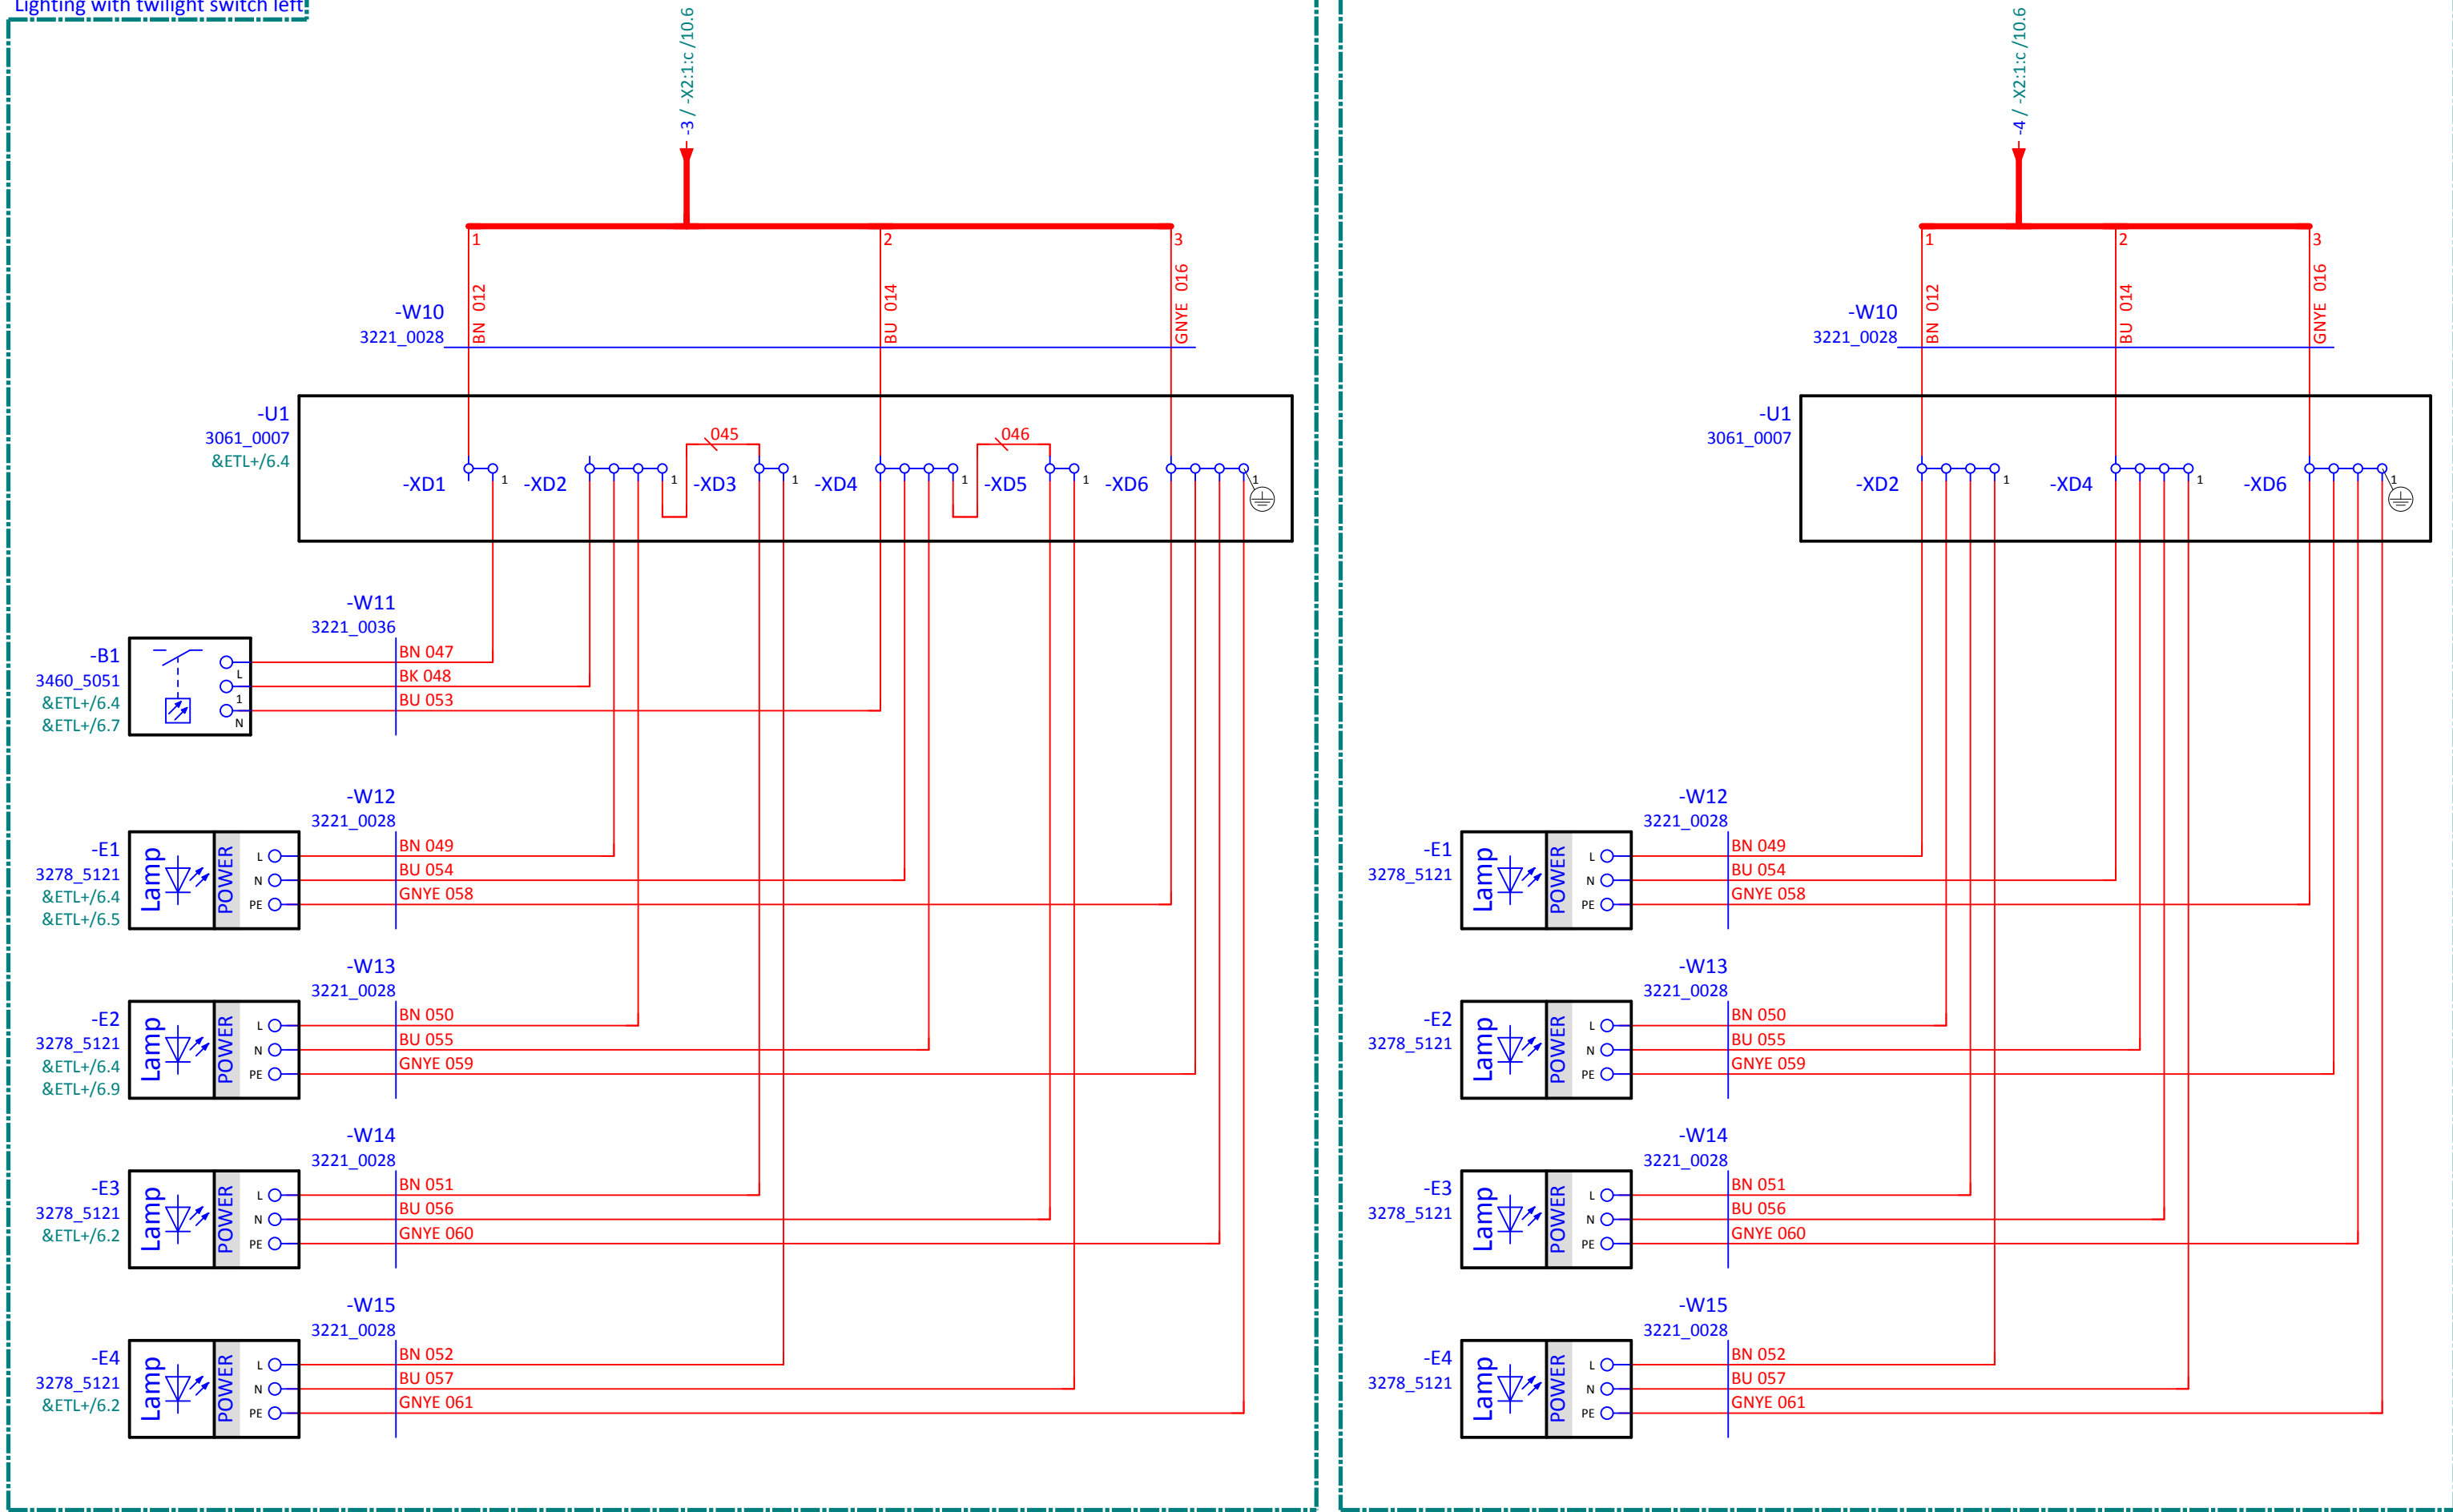 Lighting with twilight switch left
-3 / -X2:1:c /10.6
1
2
3
BN 012
BU 014
GNYE 016
-W10
3221_0028
-U1
3061_0007
&ETL+/6.4
045
046
-XD1
1
-XD2
1
-XD3
1
-XD4
1
-XD5
1
-XD6
1
-W11
3221_0036
-B1
3460_5051
&ETL+/6.4
&ETL+/6.7
L
1
N
BN 047
BK 048
BU 053
-W12
3221_0028
-E1
3278_5121
&ETL+/6.4
&ETL+/6.5
Lamp
POWER
L
N
PE
BN 049
BU 054
GNYE 058
-W13
3221_0028
-E2
3278_5121
&ETL+/6.4
&ETL+/6.9
Lamp
POWER
L
N
PE
BN 050
BU 055
GNYE 059
-W14
3221_0028
-E3
3278_5121
&ETL+/6.2
Lamp
POWER
L
N
PE
BN 051
BU 056
GNYE 060
-W15
3221_0028
-E4
3278_5121
&ETL+/6.2
Lamp
POWER
L
N
PE
BN 052
BU 057
GNYE 061
-4 / -X2:1:c /10.6
1
2
3
BN 012
BU 014
GNYE 016
-W10
3221_0028
-U1
3061_0007
-XD2
1
-XD4
1
-XD6
1
-W12
3221_0028
-E1
3278_5121
Lamp
POWER
L
N
PE
BN 049
BU 054
GNYE 058
-W13
3221_0028
-E2
3278_5121
Lamp
POWER
L
N
PE
BN 050
BU 055
GNYE 059
-W14
3221_0028
-E3
3278_5121
Lamp
POWER
L
N
PE
BN 051
BU 056
GNYE 060
-W15
3221_0028
-E4
3278_5121
Lamp
POWER
L
N
PE
BN 052
BU 057
GNYE 061